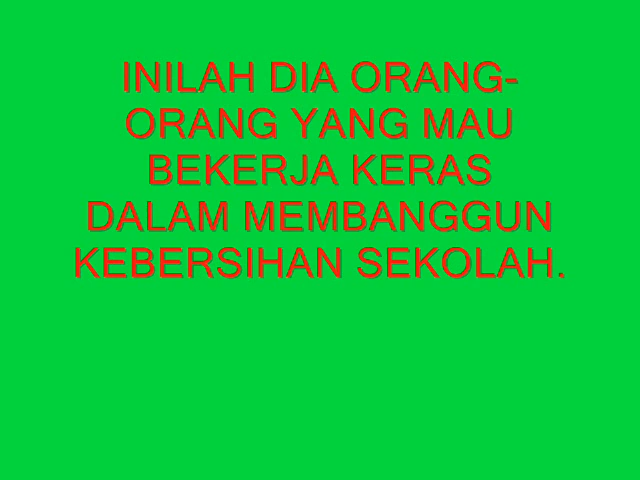 INILAH DIA ORANG-
ORANG YANG MAU
BEKERJA KERAS
DALAM MEMBANGGUN
KEBERSIHAN SEKOLAH.